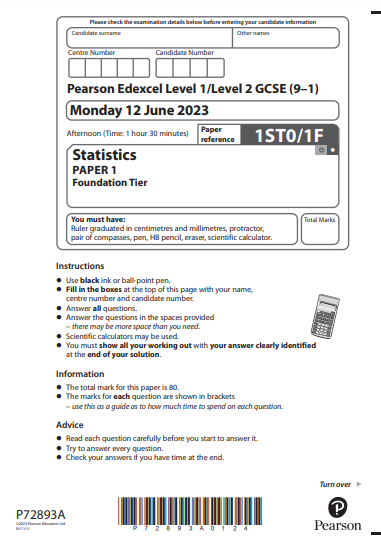 Please check the examination details below before entering your candidate information
Candidate surname
Other names
Centre Number
Candidate Number
Pearson Edexcel Level 1/Level 2 GCSE (9–1)
Monday 12 June 2023
Afternoon (Time: 1 hour 30 minutes)
Paper
reference
1ST0/1F
Statistics
PAPER 1
Foundation Tier
You must have:
Ruler graduated in centimetres and millimetres, protractor,
pair of compasses, pen, HB pencil, eraser, scientific calculator.
Total Marks
Instructions
● Use black ink or ball-point pen.
● Fill in the boxes at the top of this page with your name,
centre number and candidate number.
● Answer all questions.
● Answer the questions in the spaces provided
– there may be more space than you need.
● Scientific calculators may be used.
● You must show all your working out with your answer clearly identified
at the end of your solution.
Information
● The total mark for this paper is 80.
● The marks for each question are shown in brackets
– use this as a guide as to how much time to spend on each question.
Advice
● Read each question carefully before you start to answer it.
● Try to answer every question.
● Check your answers if you have time at the end.
Turn over
P72893A
©2023 Pearson Education Ltd.
P72893A0124
Pearson